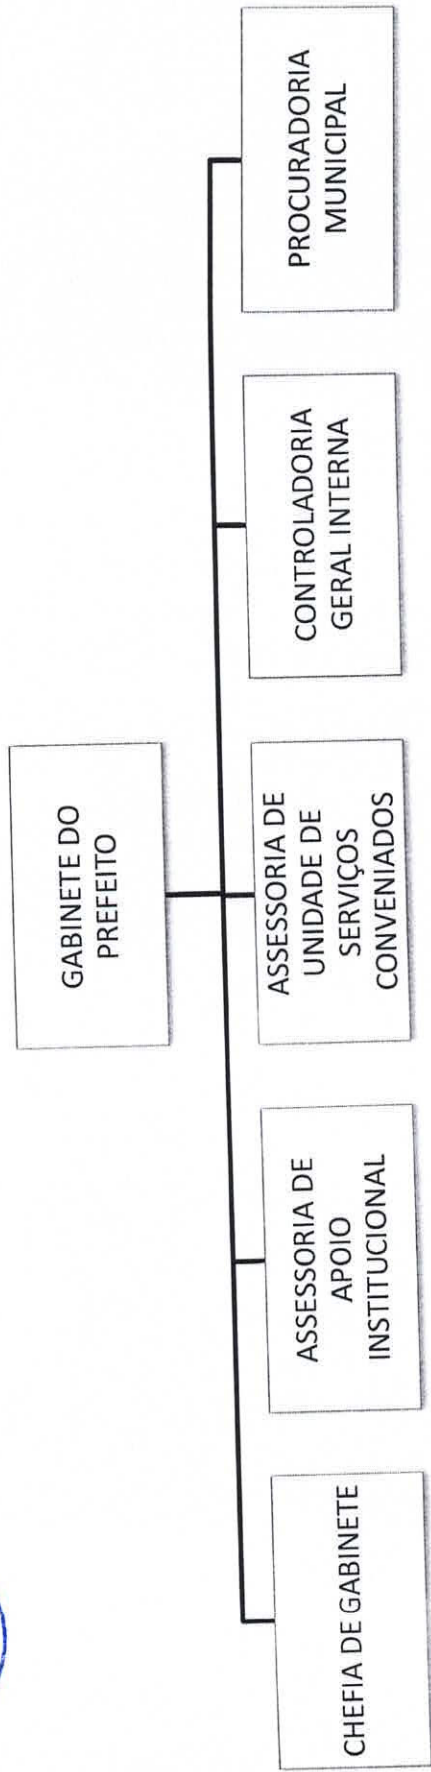 GABINETE DO
PREFEITO
CHEFIA DE GABINETE
ASSESSORIA DE
APOIO
INSTITUCIONAL
ASSESSORIA DE
UNIDADE DE
SERVIÇOS
CONVENIADOS
CONTROLADORIA
GERAL INTERNA
PROCURADORIA
MUNICIPAL